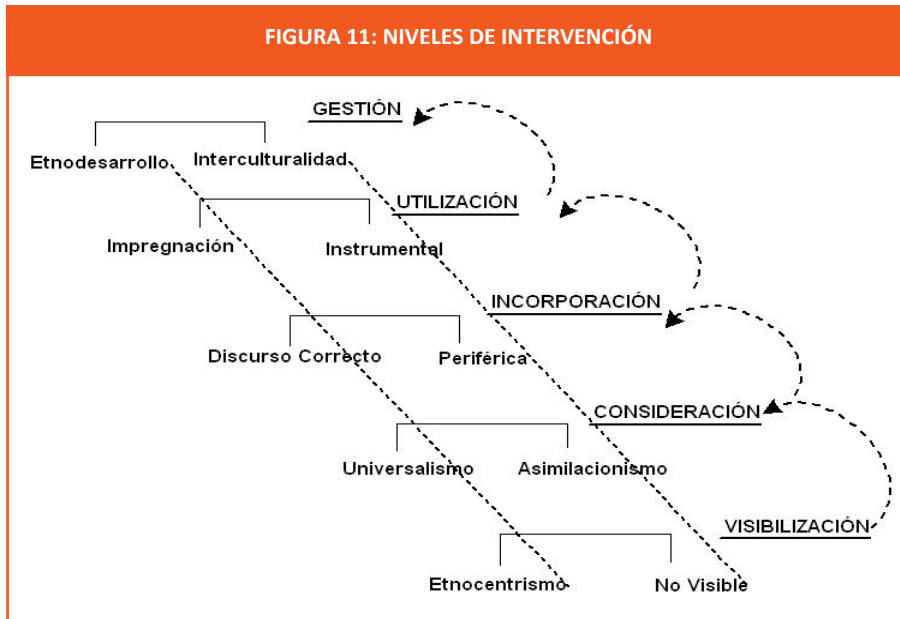 FIGURA 11: NIVELES DE INTERVENCIÓN
GESTIÓN
Etnodesarrollo Interculturalidad
UTILIZACIÓN
Impregnación Instrumental
INCORPORACIÓN
Discurso Correcto Periférica
CONSIDERACIÓN
Universalismo Asimilacionismo
VISIBILIZACIÓN
Etnocentrismo No Visible